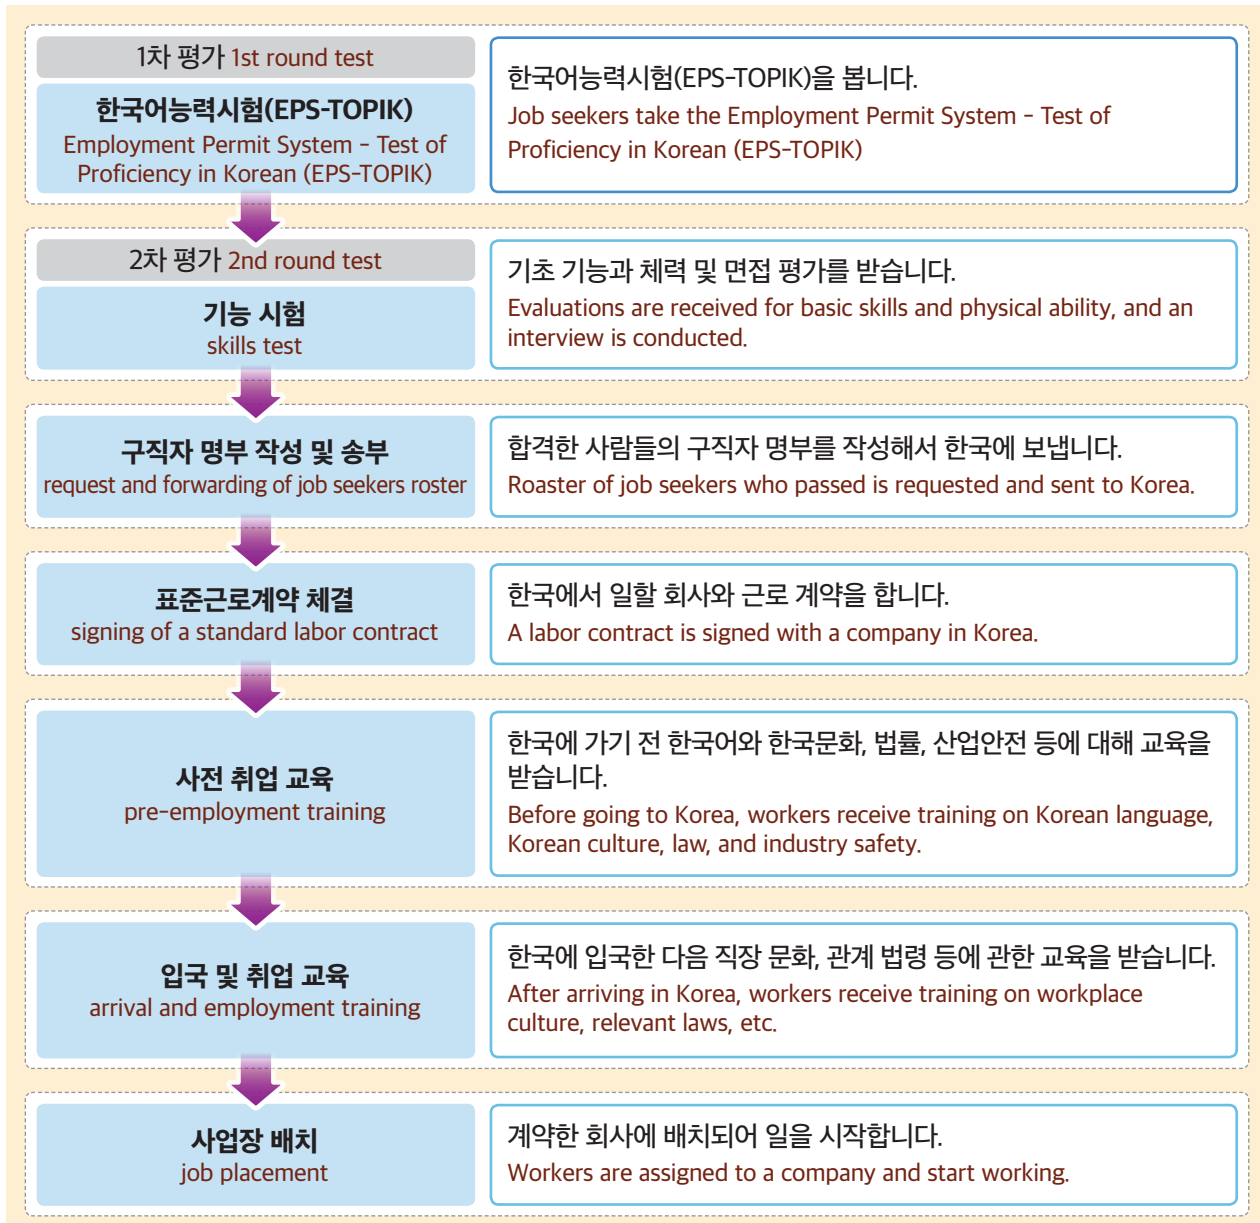 1차 평가 1st round test
한국어능력시험(EPS-TOPIK)
Employment Permit System – Test of
Proficiency in Korean (EPS-TOPIK)
한국어능력시험(EPS-TOPIK)을 봅니다.
Job seekers take the Employment Permit System – Test of
Proficiency in Korean (EPS-TOPIK)
2차 평가 2nd round test
기능 시험
skills test
기초 기능과 체력 및 면접 평가를 받습니다.
Evaluations are received for basic skills and physical ability, and an
interview is conducted.
구직자 명부 작성 및 송부
request and forwarding of job seekers roster
합격한 사람들의 구직자 명부를 작성해서 한국에 보냅니다.
Roaster of job seekers who passed is requested and sent to Korea.
표준근로계약 체결
signing of a standard labor contract
한국에서 일할 회사와 근로 계약을 합니다.
A labor contract is signed with a company in Korea.
사전 취업 교육
pre-employment training
한국에 가기 전 한국어와 한국문화, 법률, 산업안전 등에 대해 교육을
받습니다.
Before going to Korea, workers receive training on Korean language,
Korean culture, law, and industry safety.
입국 및 취업 교육
arrival and employment training
한국에 입국한 다음 직장 문화, 관계 법령 등에 관한 교육을 받습니다.
After arriving in Korea, workers receive training on workplace
culture, relevant laws, etc.
사업장 배치
job placement
계약한 회사에 배치되어 일을 시작합니다.
Workers are assigned to a company and start working.